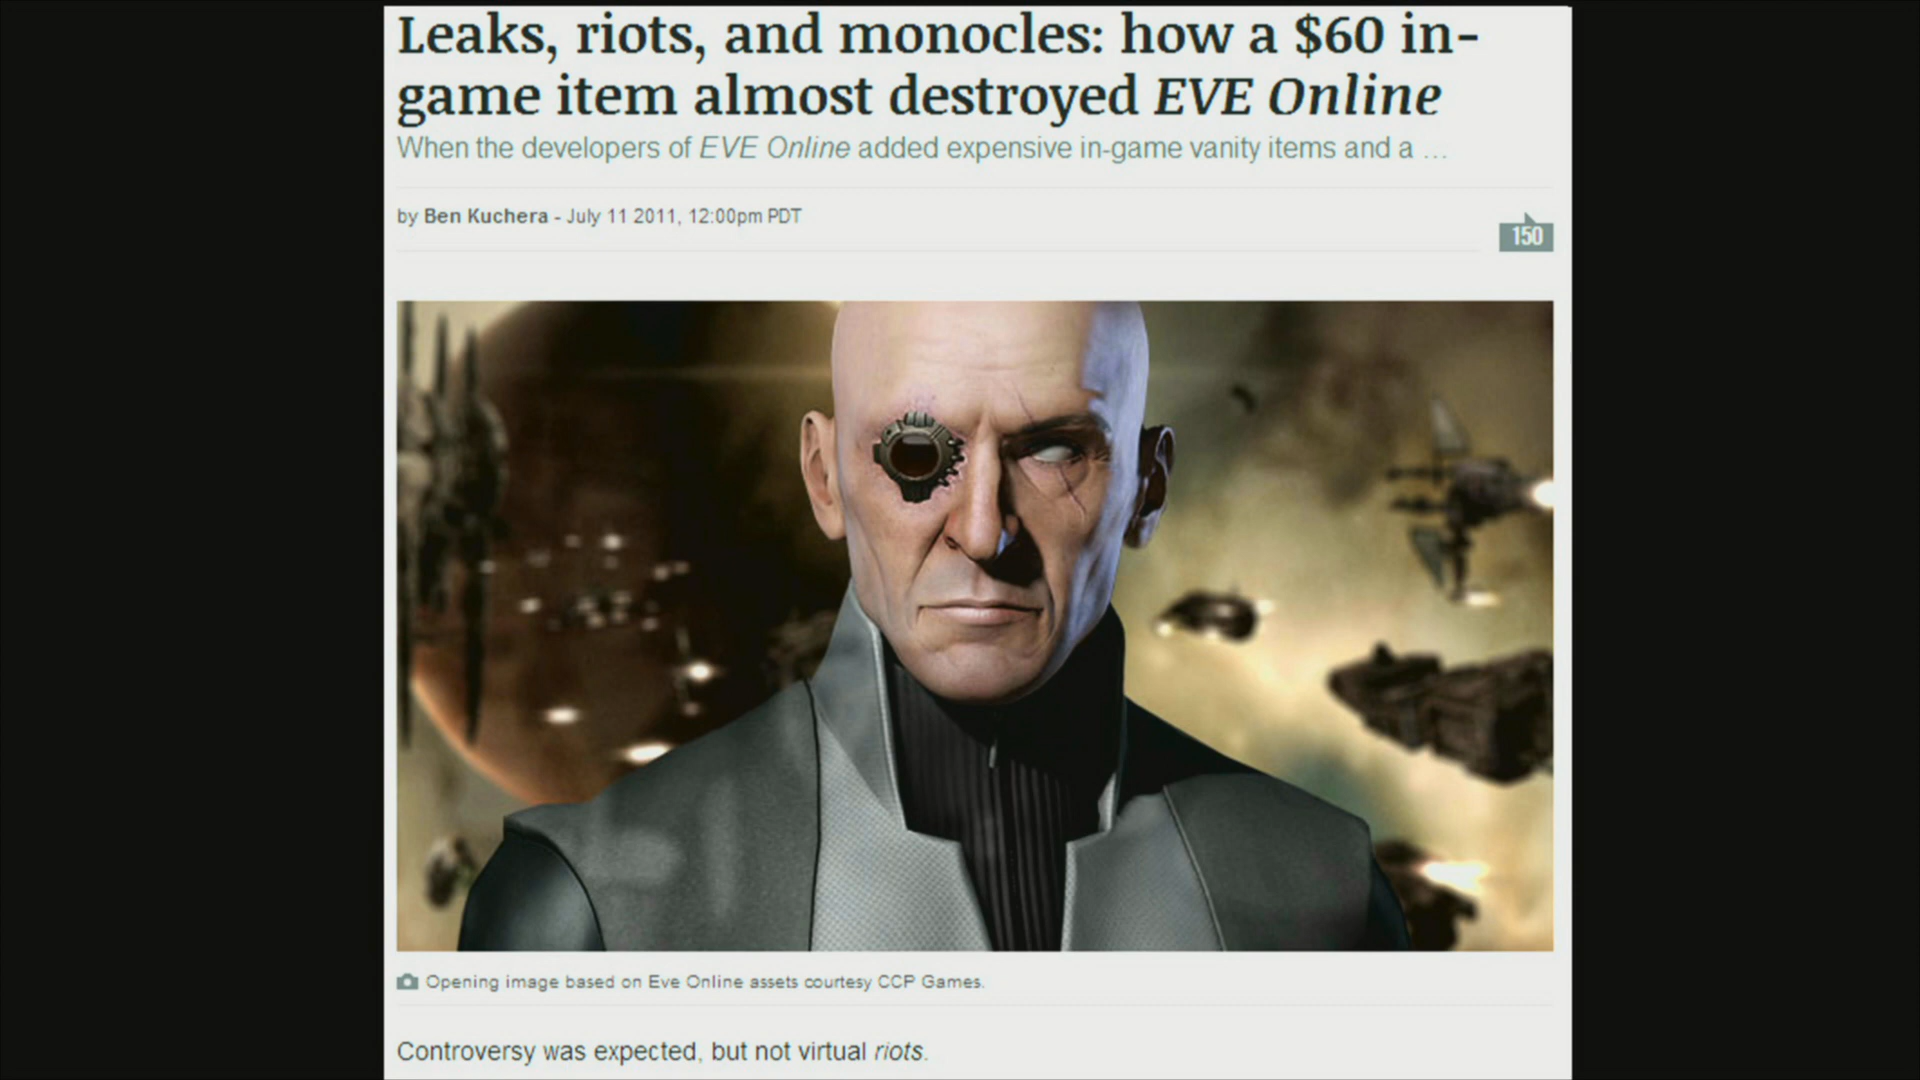 Leaks, riots, and monocles: how a $60 in-
game item almost destroyed EVE Online
When the developers of EVE Online added expensive in-game vanity items and a ...
by Ben Kuchera - July 11 2011, 12:00pm PDT
150
Opening image based on Eve Online assets courtesy CCP Games.
Controversy was expected, but not virtual riots.